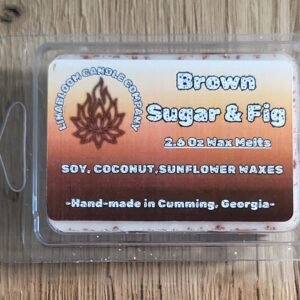 KINABLOOM CANDLE COMPANY
Brown
Sugar & Fig
2.6 Oz Wax Melts
SOY, COCONUT,SUNFLOWER WAXES
-Hand-made in Cumming, Georgia-